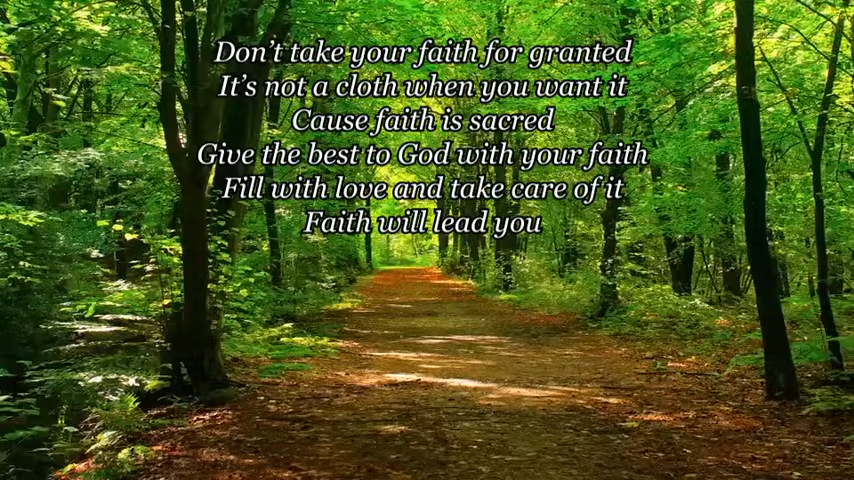 Don't take your faith for granted
It's not a cloth when you want it
Cause faith is sacred
Give the best to God with your faith
Fill with love and take care of it
Faith will lead you